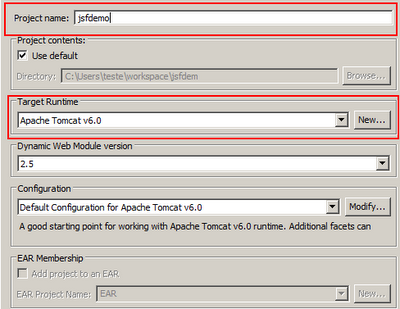 Project name: jsfdemo
Project contents:
Use default
Directory: C:\Users\teste\workspace\jsfdem Browse...
Target Runtime
Apache Tomcat v6.0 New...
Dynamic Web Module version
2.5
Configuration
Default Configuration for Apache Tomcat v6.0 Modify...
A good starting point for working with Apache Tomcat v6.0 runtime. Additional facets can
EAR Membership
Add project to an EAR
EAR Project Name: EAR New...